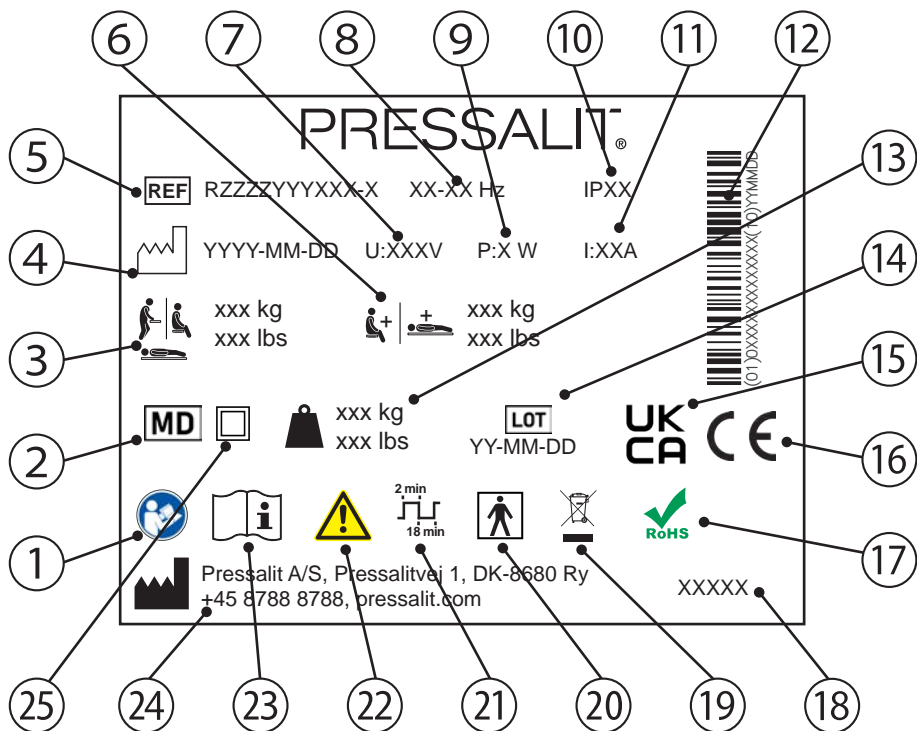 6 7 8 9 10 11 12
PRESSALIT®
5 REF RZZZZYYYXXX-X XX-XX Hz IPXX 13
4 YYYY-MM-DD U:XXXV P:X W I:XXA 14
xxx kg xxx kg
3 xxx lbs xxx lbs
(01)0XXXXXXXXXXXX(10)YYMMDD
15
2 MD xxx kg LOT UK CA CE 16
xxx lbs YY-MM-DD
2 min
18 min
1 i RoHS 17
Pressalit A/S, Pressalitvej 1, DK-8680 Ry
+45 8788 8788, pressalit.com XXXXX
25 24 23 22 21 20 19 18